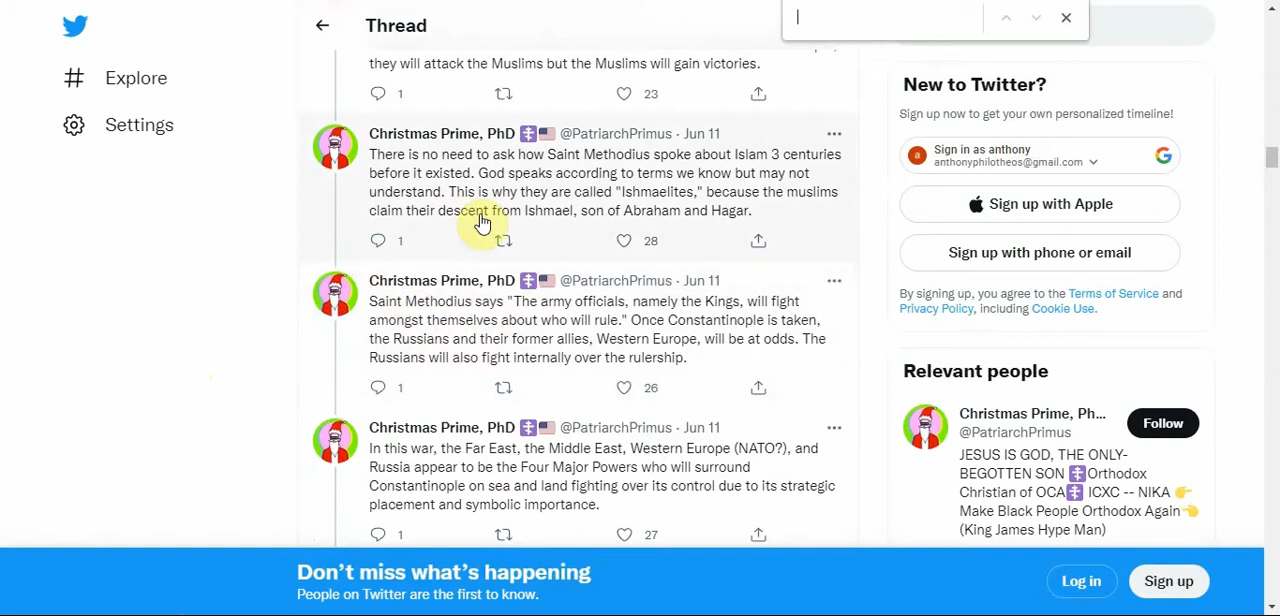 Explore
Settings
Thread
they will attack the Muslims but the Muslims will gain victories.
1 23
Christmas Prime, PhD ☦️🇺🇸 @PatriarchPrimus · Jun 11
There is no need to ask how Saint Methodius spoke about Islam 3 centuries
before it existed. God speaks according to terms we know but may not
understand. This is why they are called "Ishmaelites," because the muslims
claim their descent from Ishmael, son of Abraham and Hagar.
1 28
Christmas Prime, PhD ☦️🇺🇸 @PatriarchPrimus · Jun 11
Saint Methodius says "The army officials, namely the Kings, will fight
amongst themselves about who will rule." Once Constantinople is taken,
the Russians and their former allies, Western Europe, will be at odds. The
Russians will also fight internally over the rulership.
1 26
Christmas Prime, PhD ☦️🇺🇸 @PatriarchPrimus · Jun 11
In this war, the Far East, the Middle East, Western Europe (NATO?), and
Russia appear to be the Four Major Powers who will surround
Constantinople on sea and land fighting over its control due to its strategic
placement and symbolic importance.
1 27
New to Twitter?
Sign up now to get your own personalized timeline!
a
Sign in as anthony
anthonyphilotheos@gmail.com
Sign up with Apple
Sign up with phone or email
By signing up, you agree to the Terms of Service and
Privacy Policy, including Cookie Use.
Relevant people
Christmas Prime, Ph...
@PatriarchPrimus
Follow
JESUS IS GOD, THE ONLY-
BEGOTTEN SON ☦️Orthodox
Christian of OCA☦️ ICXC -- NIKA 👉
Make Black People Orthodox Again👈
(King James Hype Man)
Don't miss what's happening
People on Twitter are the first to know.
Log in
Sign up